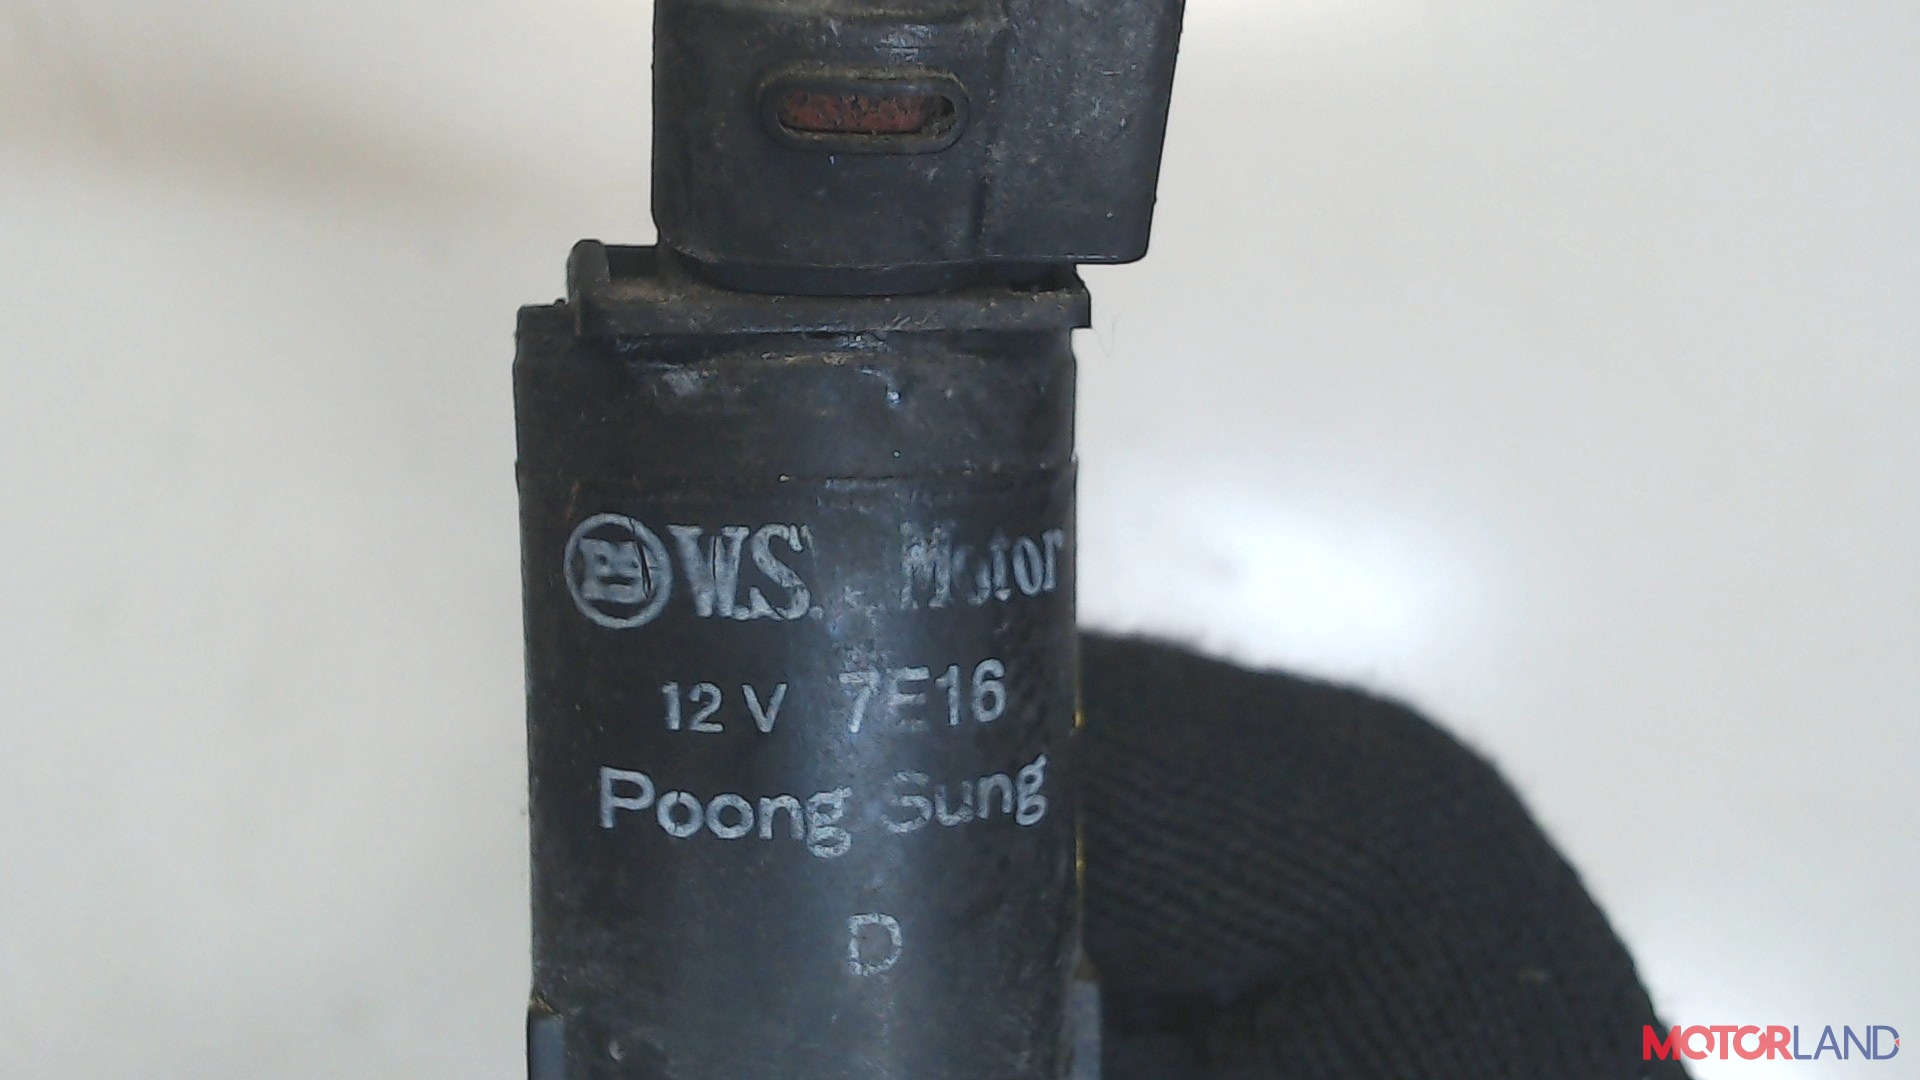 W.S. Motor
12 V 7E16
Poong Sung
D
MOTORLAND